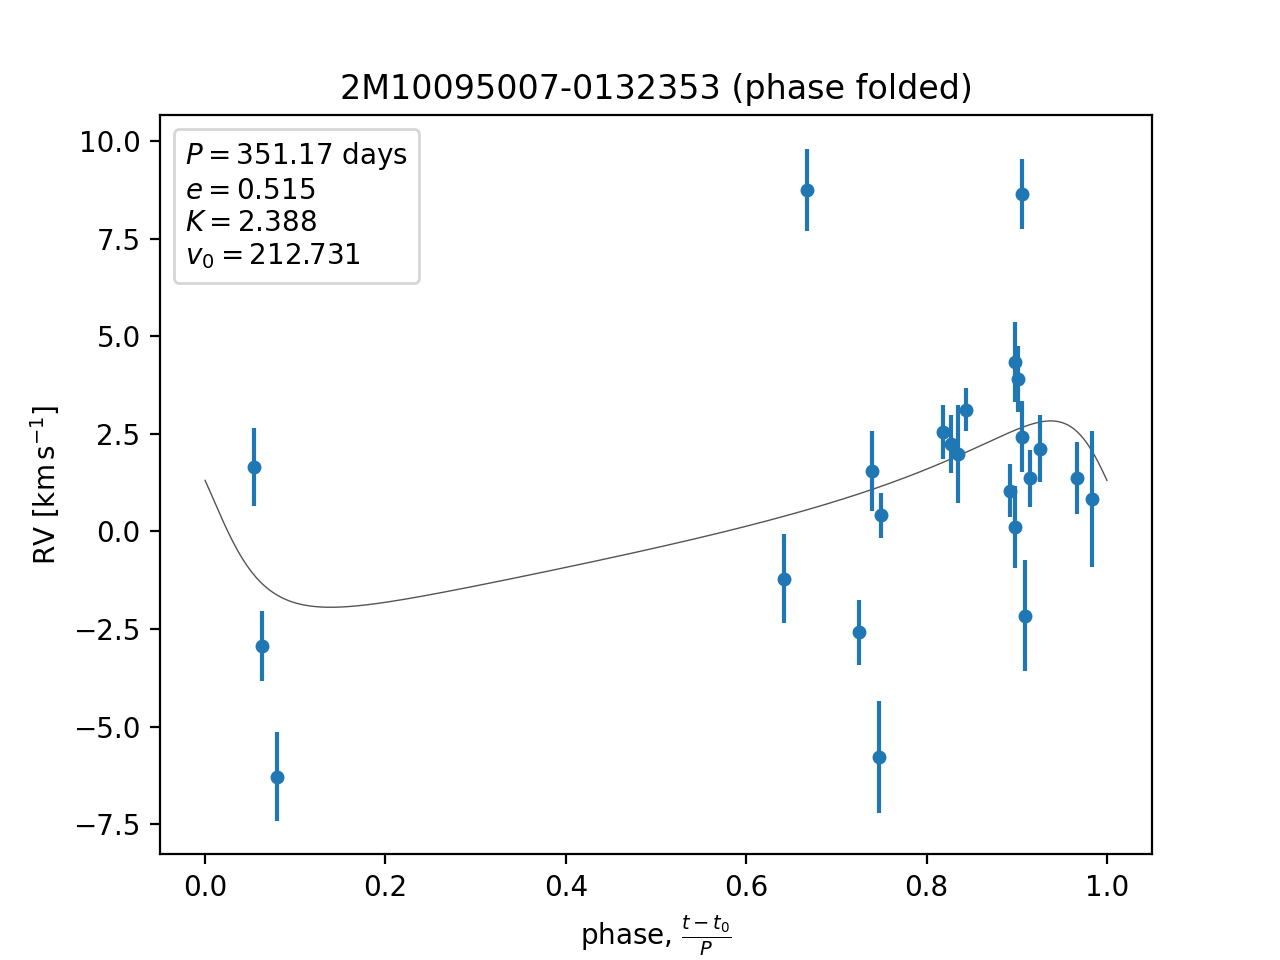 2M10095007-0132353 (phase folded)
P = 351.17 days
e = 0.515
K = 2.388
v₀ = 212.731
10.0
7.5
5.0
2.5
0.0
−2.5
−5.0
−7.5
RV [km s⁻¹]
0.0 0.2 0.4 0.6 0.8 1.0
phase, (t − t₀)/P